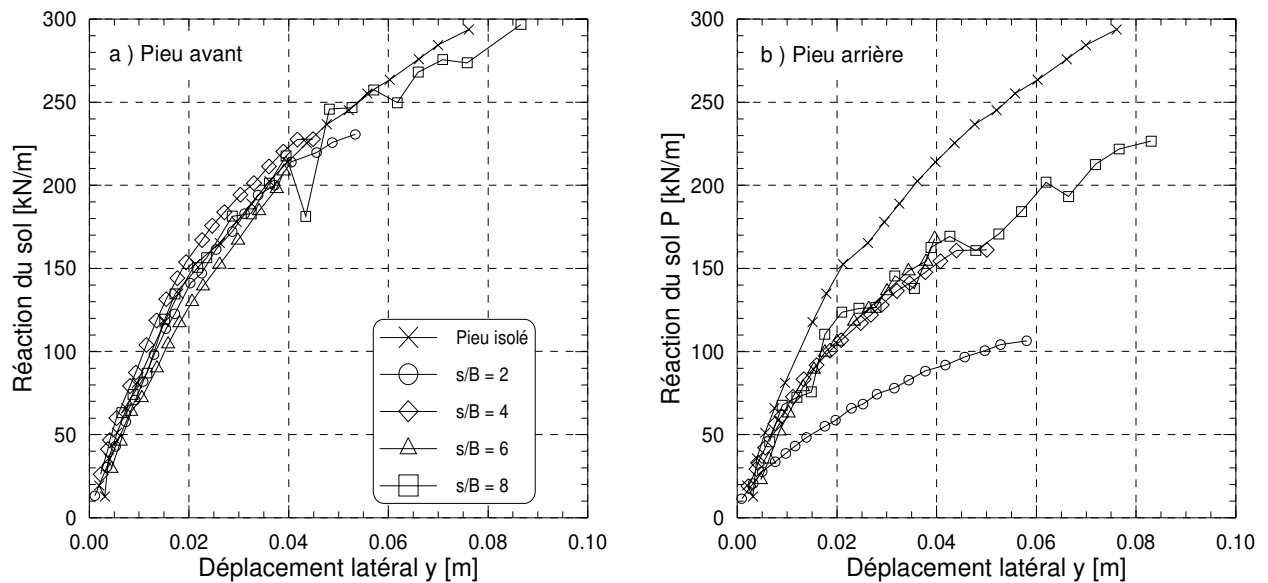 a ) Pieu avant
Réaction du sol [kN/m]
300
250
200
150
100
50
0
0.00 0.02 0.04 0.06 0.08 0.10
Déplacement latéral y [m]
Pieu isolé
s/B = 2
s/B = 4
s/B = 6
s/B = 8
b ) Pieu arrière
Réaction du sol P [kN/m]
300
250
200
150
100
50
0
0.00 0.02 0.04 0.06 0.08 0.10
Déplacement latéral y [m]